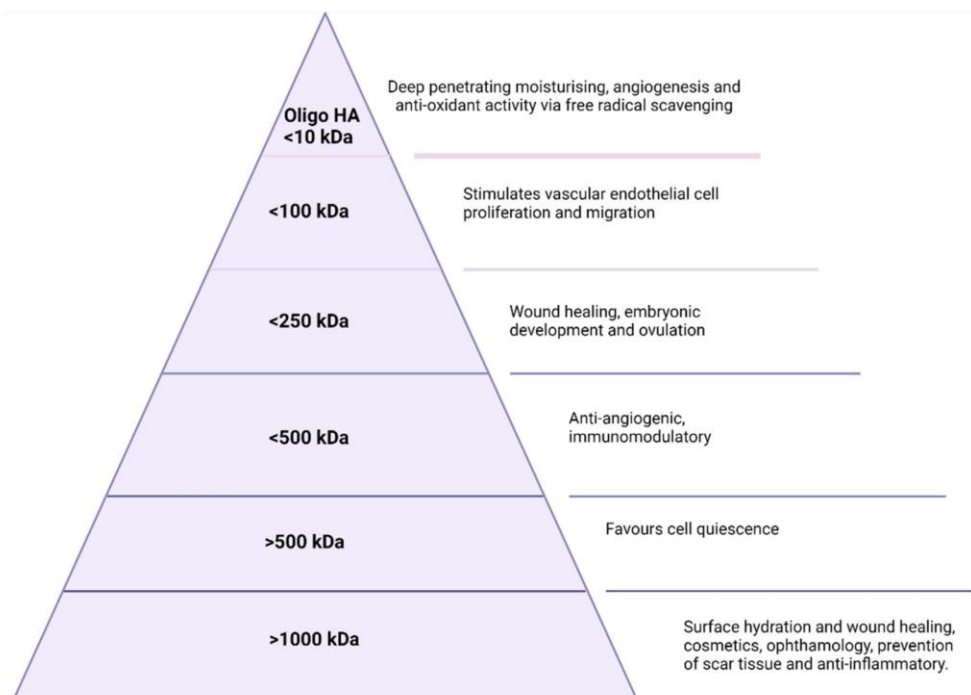 Deep penetrating moisturising, angiogenesis and
anti-oxidant activity via free radical scavenging
Oligo HA
<10 kDa
Stimulates vascular endothelial cell
proliferation and migration
<100 kDa
Wound healing, embryonic
development and ovulation
<250 kDa
Anti-angiogenic,
immunomodulatory
<500 kDa
Favours cell quiescence
>500 kDa
Surface hydration and wound healing,
cosmetics, ophthamology, prevention
of scar tissue and anti-inflammatory.
>1000 kDa